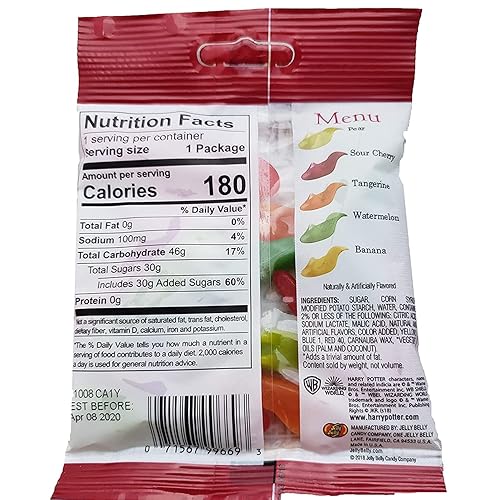 Nutrition Facts
1 serving per container
Serving size 1 Package
Amount per serving
Calories 180
% Daily Value*
Total Fat 0g 0%
Sodium 100mg 4%
Total Carbohydrate 46g 17%
Total Sugars 30g
Includes 30g Added Sugars 60%
Protein 0g
a significant source of saturated fat, trans fat, cholesterol,
dietary fiber, vitamin D, calcium, iron and potassium.
*The % Daily Value tells you how much a nutrient in a
serving of food contributes to a daily diet. 2,000 calories
a day is used for general nutrition advice.
1008 CA1Y
EST BEFORE:
Apr 08 2020
0 71567 99669 3
Menu
Pear
Sour Cherry
Tangerine
Watermelon
Banana
Naturally & Artificially Flavored
INGREDIENTS: SUGAR, CORN
MODIFIED POTATO STARCH, WATER,
2% OR LESS OF THE FOLLOWING: CITRIC
SODIUM LACTATE, MALIC ACID, NATURAL
ARTIFICIAL FLAVORS, COLOR ADDED, YELLOW
BLUE 1, RED 40, CARNAUBA WAX,
OILS (PALM AND COCONUT).
*Adds a trivial amount of fat.
Content sold by weight, not volume.
WB
WIZARDING
WORLD
HARRY POTTER characters, names
and related indicia are © & ™ Warner
Bros. Entertainment Inc. WB SHIELD:
© & ™ WBEI. WIZARDING WORLD
trademark and logo © & ™ Warner
Bros. Entertainment Inc. Publishing
Rights © JKR. (s18)
www.harrypotter.com
MANUFACTURED BY: JELLY BELLY
CANDY COMPANY, ONE JELLY BELLY
LANE, FAIRFIELD, CA 94533 U.S.A.
Made in U.S.A.
JellyBelly.com
© 2018 Jelly Belly Candy Company